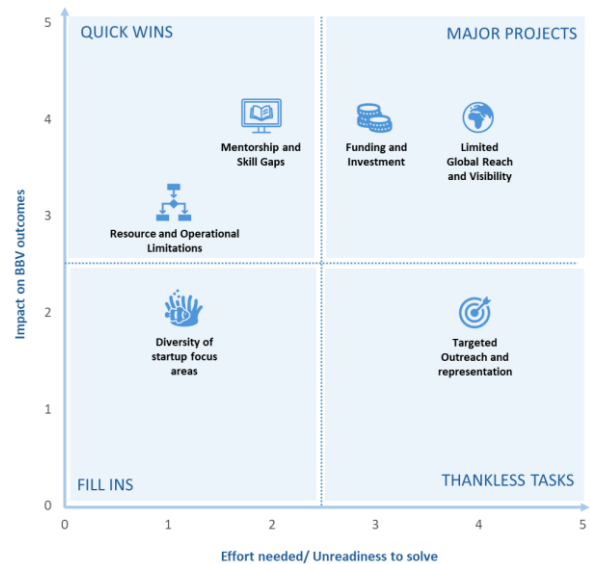 5
QUICK WINS
MAJOR PROJECTS
4
Mentorship and
Skill Gaps
Funding and
Investment
Limited
Global Reach
and Visibility
3
Resource and Operational
Limitations
Impact on BBV outcomes
2
Diversity of
startup focus
areas
Targeted
Outreach and
representation
1
FILL INS
THANKLESS TASKS
0
0 1 2 3 4 5
Effort needed/ Unreadiness to solve